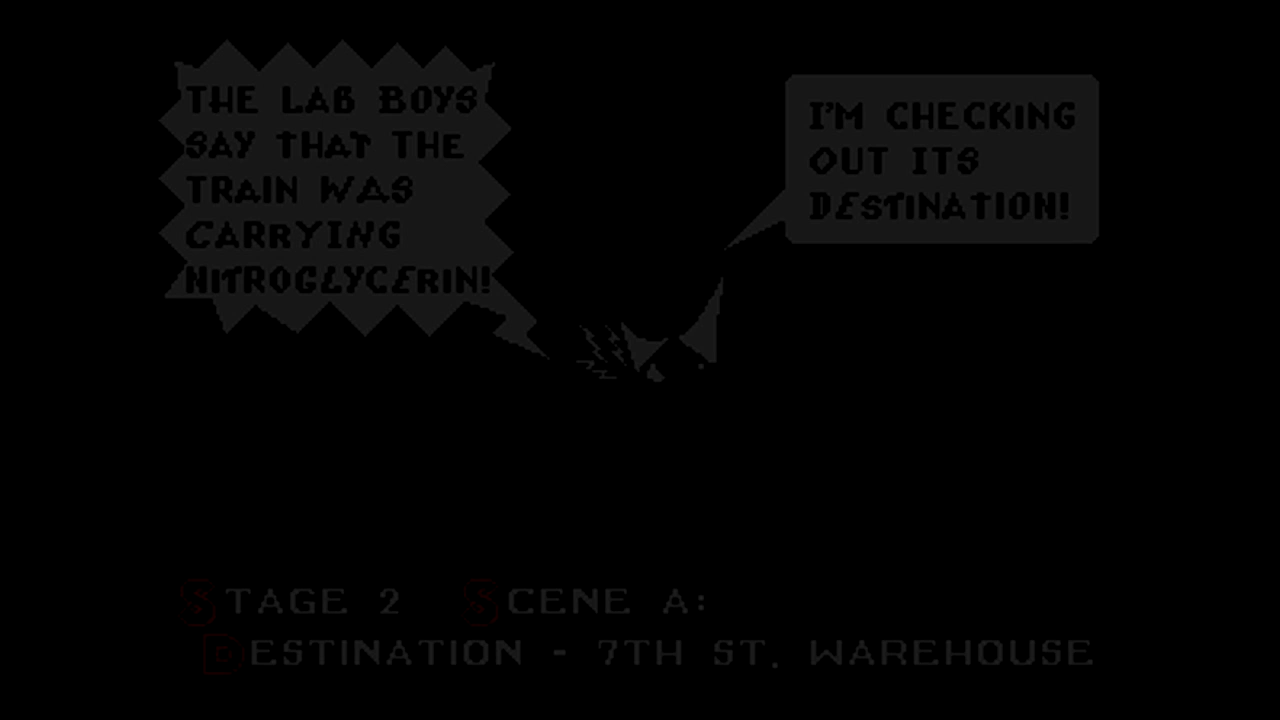 THE LAB BOYS
SAY THAT THE
TRAIN WAS
CARRYING
NITROGLYCERIN!
I'M CHECKING
OUT ITS
DESTINATION!
STAGE 2 SCENE A:
DESTINATION - 7TH ST. WAREHOUSE